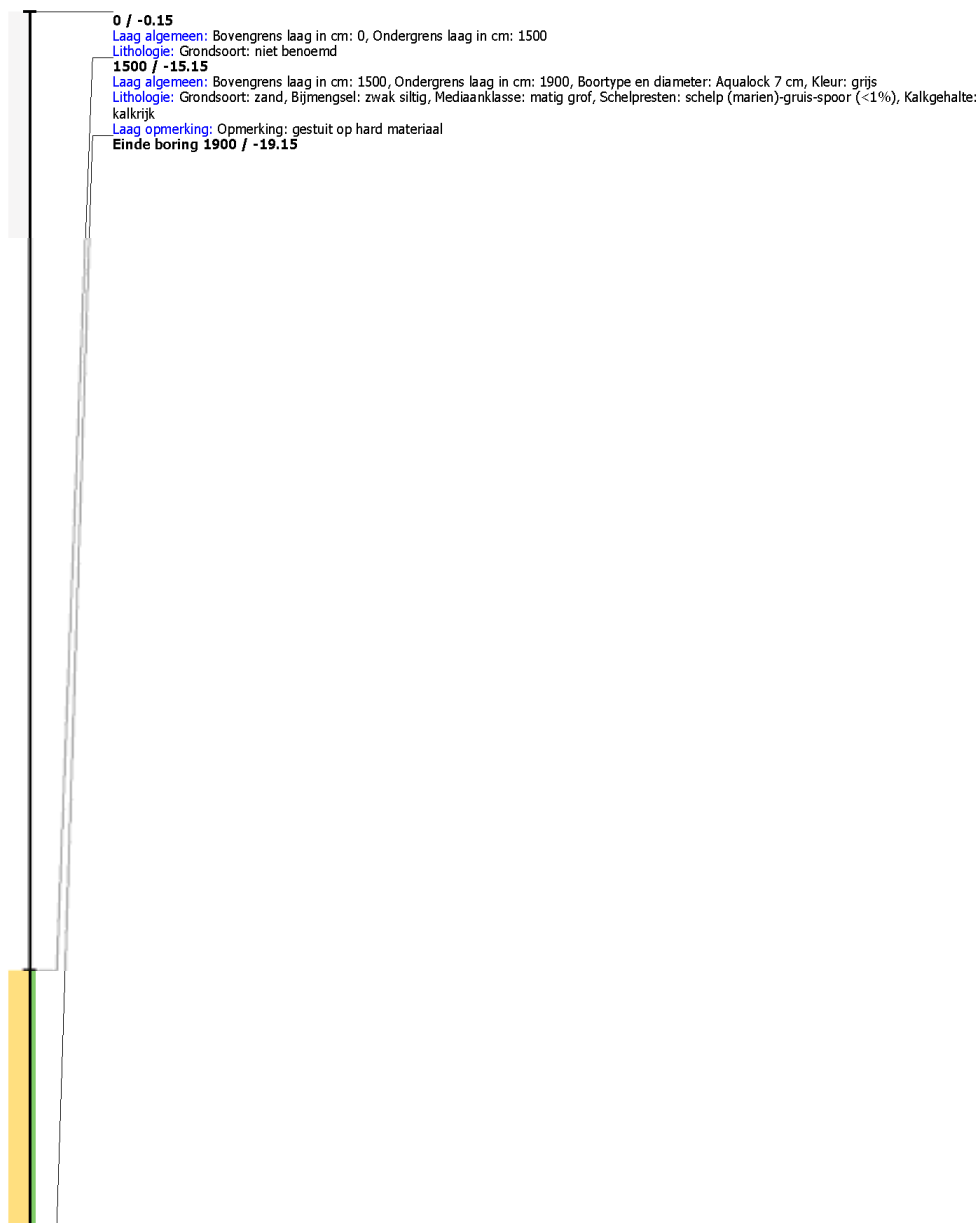 0 / -0.15
Laag algemeen: Bovengrens laag in cm: 0, Ondergrens laag in cm: 1500
Lithologie: Grondsoort: niet benoemd
1500 / -15.15
Laag algemeen: Bovengrens laag in cm: 1500, Ondergrens laag in cm: 1900, Boortype en diameter: Aqualock 7 cm, Kleur: grijs
Lithologie: Grondsoort: zand, Bijmengsel: zwak siltig, Mediaanklasse: matig grof, Schelpresten: schelp (marien)-gruis-spoor (<1%), Kalkgehalte:
kalkrijk
Laag opmerking: Opmerking: gestuit op hard materiaal
Einde boring 1900 / -19.15